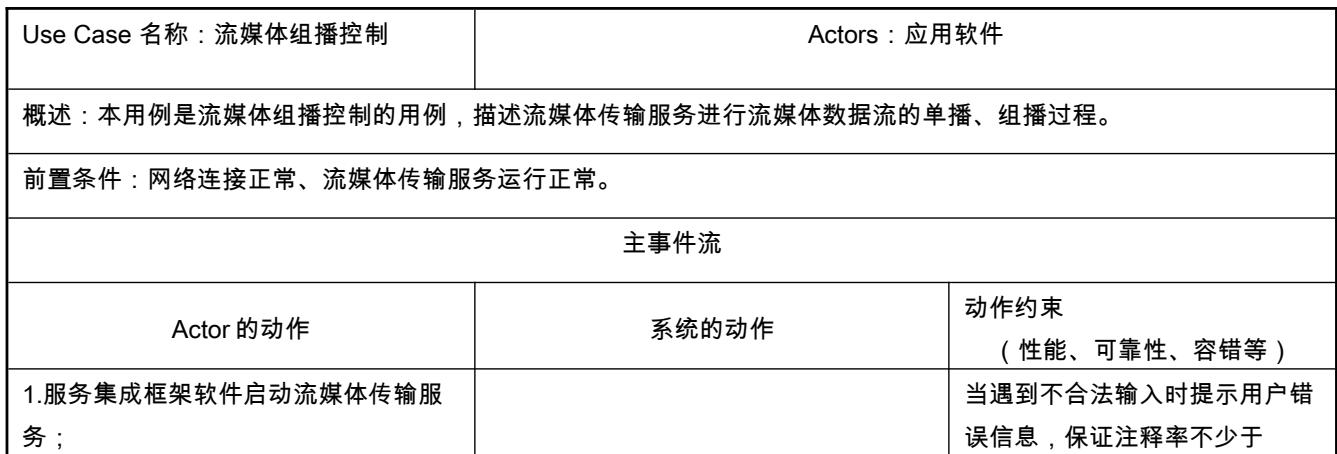 Use Case 名称：流媒体组播控制
Actors：应用软件
概述：本用例是流媒体组播控制的用例，描述流媒体传输服务进行流媒体数据流的单播、组播过程。
前置条件：网络连接正常、流媒体传输服务运行正常。
主事件流
Actor 的动作
系统的动作
动作约束
（性能、可靠性、容错等）
1.服务集成框架软件启动流媒体传输服
务；
当遇到不合法输入时提示用户错
误信息，保证注释率不少于